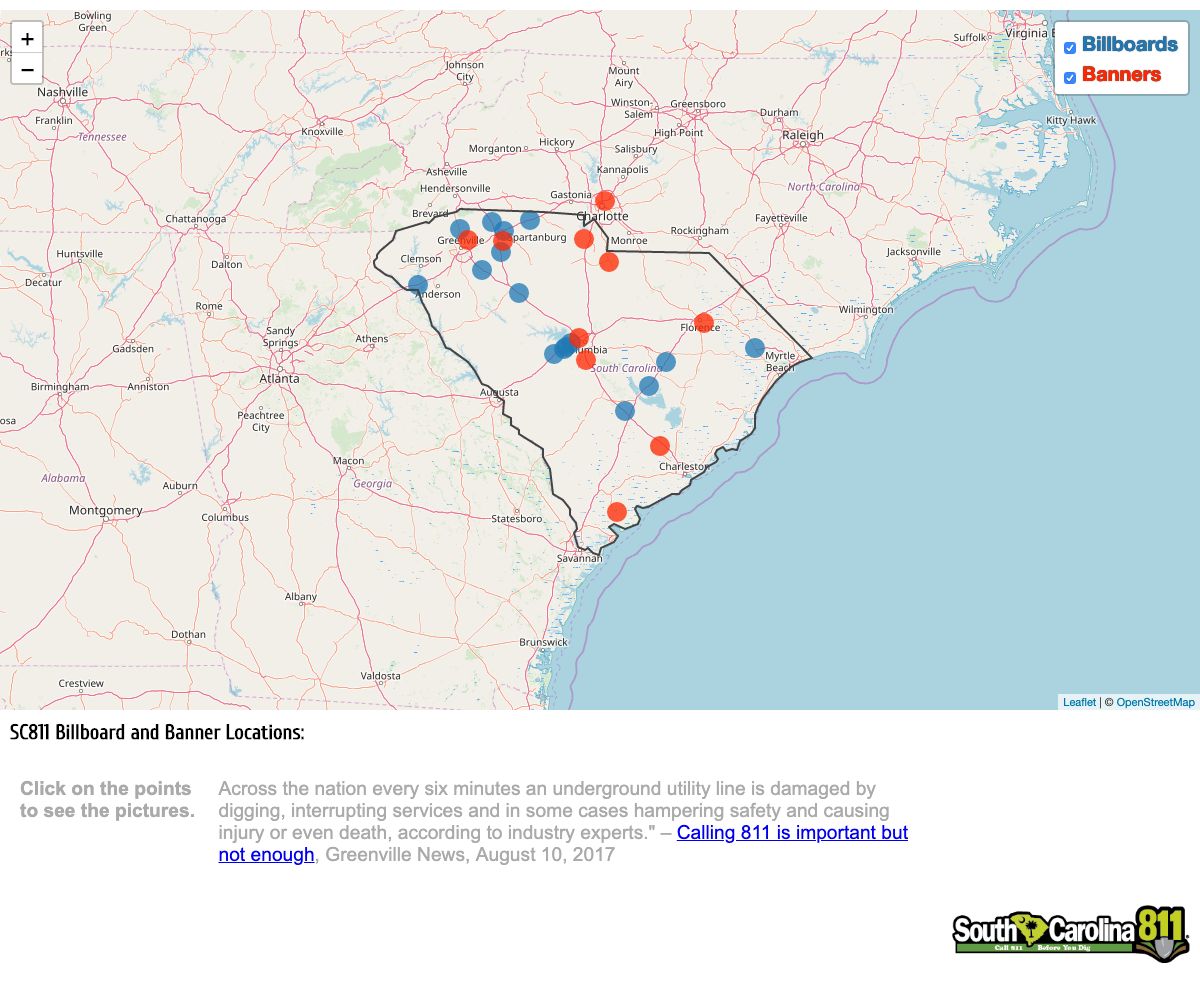 Bowling
Green
+
−
Nashville
Franklin
Tennessee
Knoxville
Johnson
City
Mount
Airy
Winston-
Salem
Greensboro
High Point
Durham
Raleigh
Suffolk
Virginia
Billboards
Banners
Kitty Hawk
Morganton
Hickory
Salisbury
Kannapolis
Asheville
Hendersonville
Gastonia
Charlotte
Brevard
North Carolina
Fayetteville
Chattanooga
Greenville
Spartanburg
Monroe
Rockingham
Jacksonville
Huntsville
Dalton
Clemson
Decatur
Anderson
Rome
Wilmington
Sandy
Springs
Athens
Florence
Gadsden
umbia
Myrtle
Beach
South Carolina
Atlanta
Birmingham
Anniston
Augusta
Peachtree
City
osa
Macon
Charleston
Alabama
Auburn
Georgia
Montgomery
Columbus
Statesboro
Savannah
Albany
Dothan
Brunswick
Valdosta
Crestview
Leaflet | © OpenStreetMap
SC811 Billboard and Banner Locations:
Click on the points
to see the pictures.
Across the nation every six minutes an underground utility line is damaged by
digging, interrupting services and in some cases hampering safety and causing
injury or even death, according to industry experts." – Calling 811 is important but
not enough, Greenville News, August 10, 2017
South Carolina 811
Call 811 Before You Dig